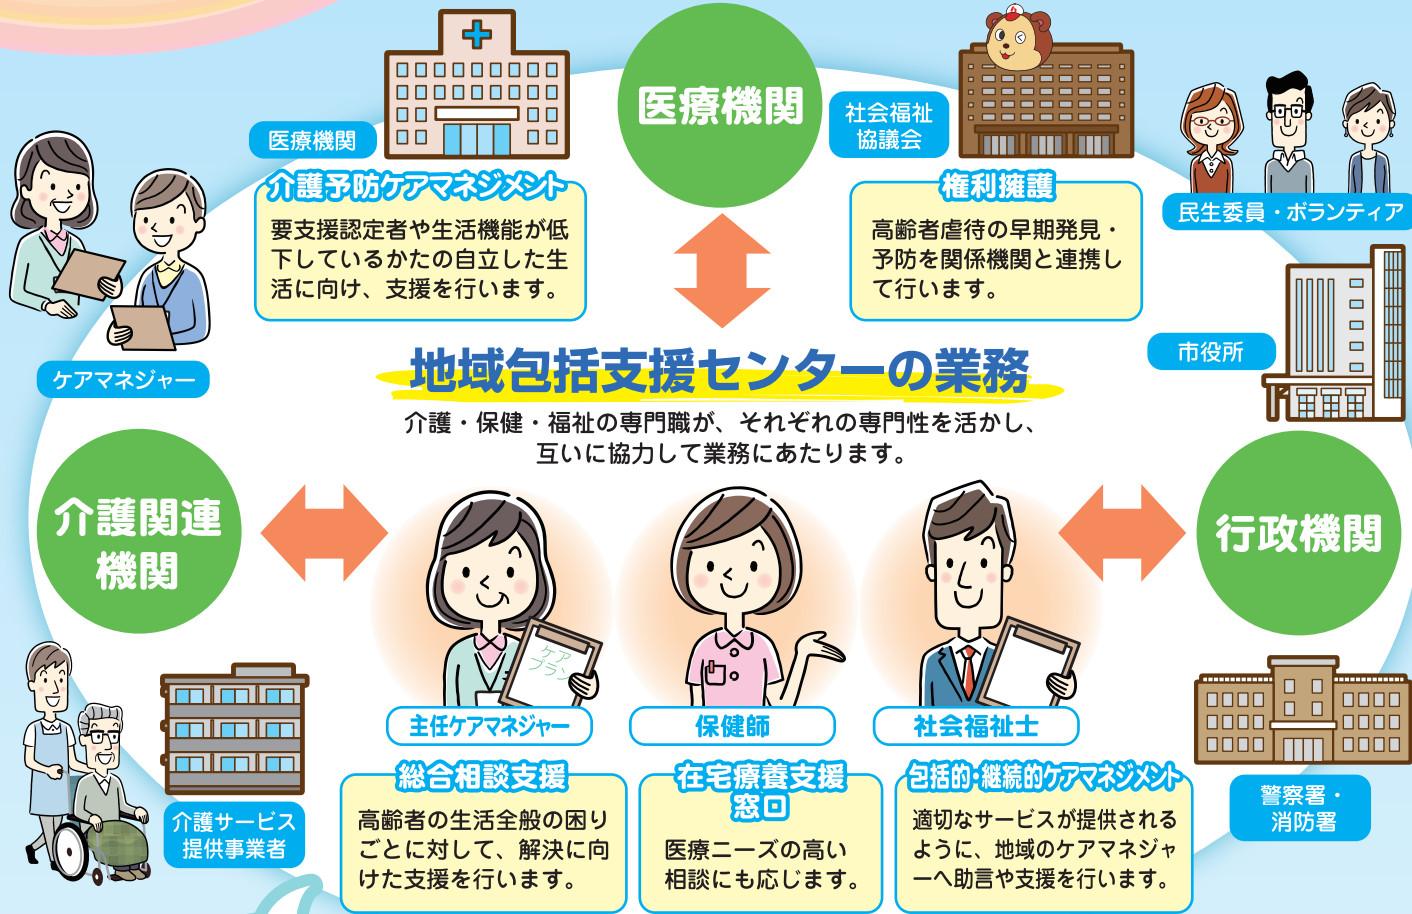 医療機関
医療機関
社会福祉
協議会
民生委員・ボランティア
介護予防ケアマネジメント
要支援認定者や生活機能が低
下しているかたの自立した生
活に向け、支援を行います。
権利擁護
高齢者虐待の早期発見・
予防を関係機関と連携し
て行います。
市役所
ケアマネジャー
地域包括支援センターの業務
介護・保健・福祉の専門職が、それぞれの専門性を活かし、
互いに協力して業務にあたります。
介護関連
機関
行政機関
ケア
プラン
主任ケアマネジャー
保健師
社会福祉士
介護サービス
提供事業者
警察署・
消防署
総合相談支援
高齢者の生活全般の困り
ごとに対して、解決に向
けた支援を行います。
在宅療養支援
窓口
医療ニーズの高い
相談にも応じます。
包括的・継続的ケアマネジメント
適切なサービスが提供される
ように、地域のケアマネジャ
ーへ助言や支援を行います。